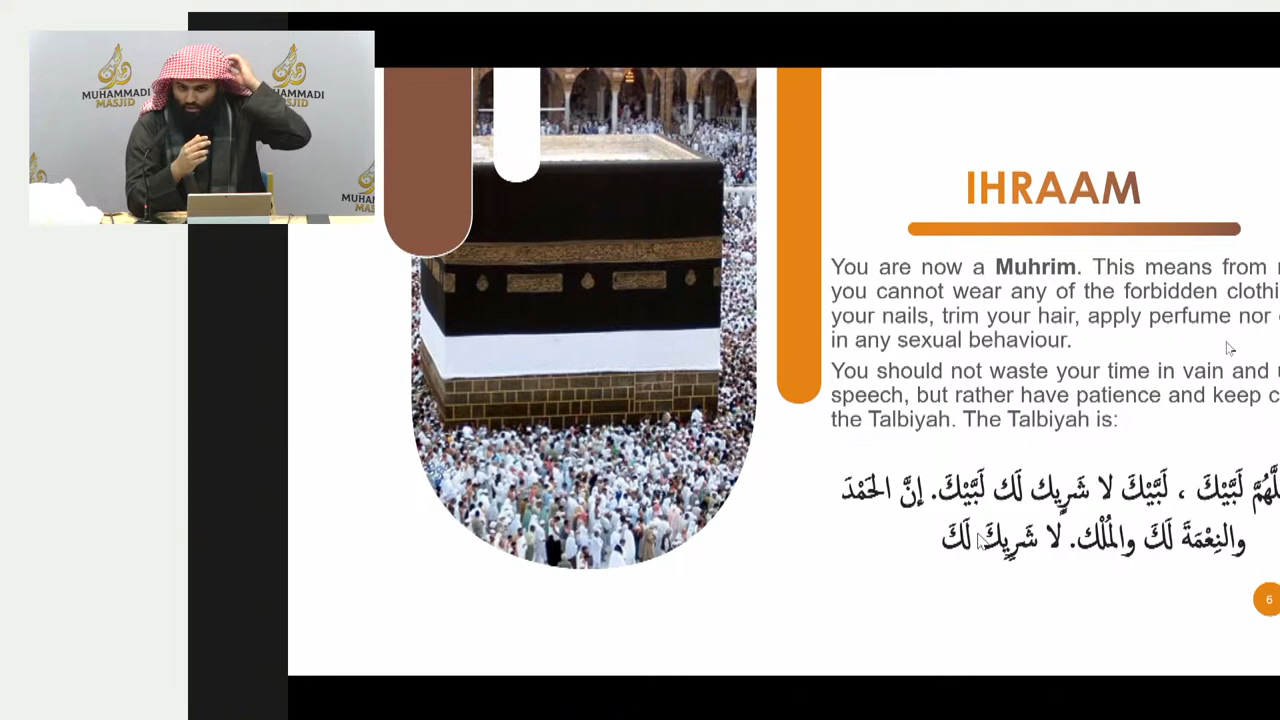 MUHAMMADI
MASJID
MUHAMMADI
MASJID
IHRAAM
You are now a Muhrim. This means from
you cannot wear any of the forbidden
your nails, trim your hair, apply perfume nor
in any sexual behaviour.
You should not waste your time in vain and
speech, but rather have patience and keep
the Talbiyah. The Talbiyah is:
لَبَّيْكَ ، لَبَّيْكَ لا شَرِيك لَك لَبَّيْكَ. إنَّ الحَمْدَ
والنِعْمَةَ لَكَ والمُلْك. لا شَرِيكَ لَكَ
6